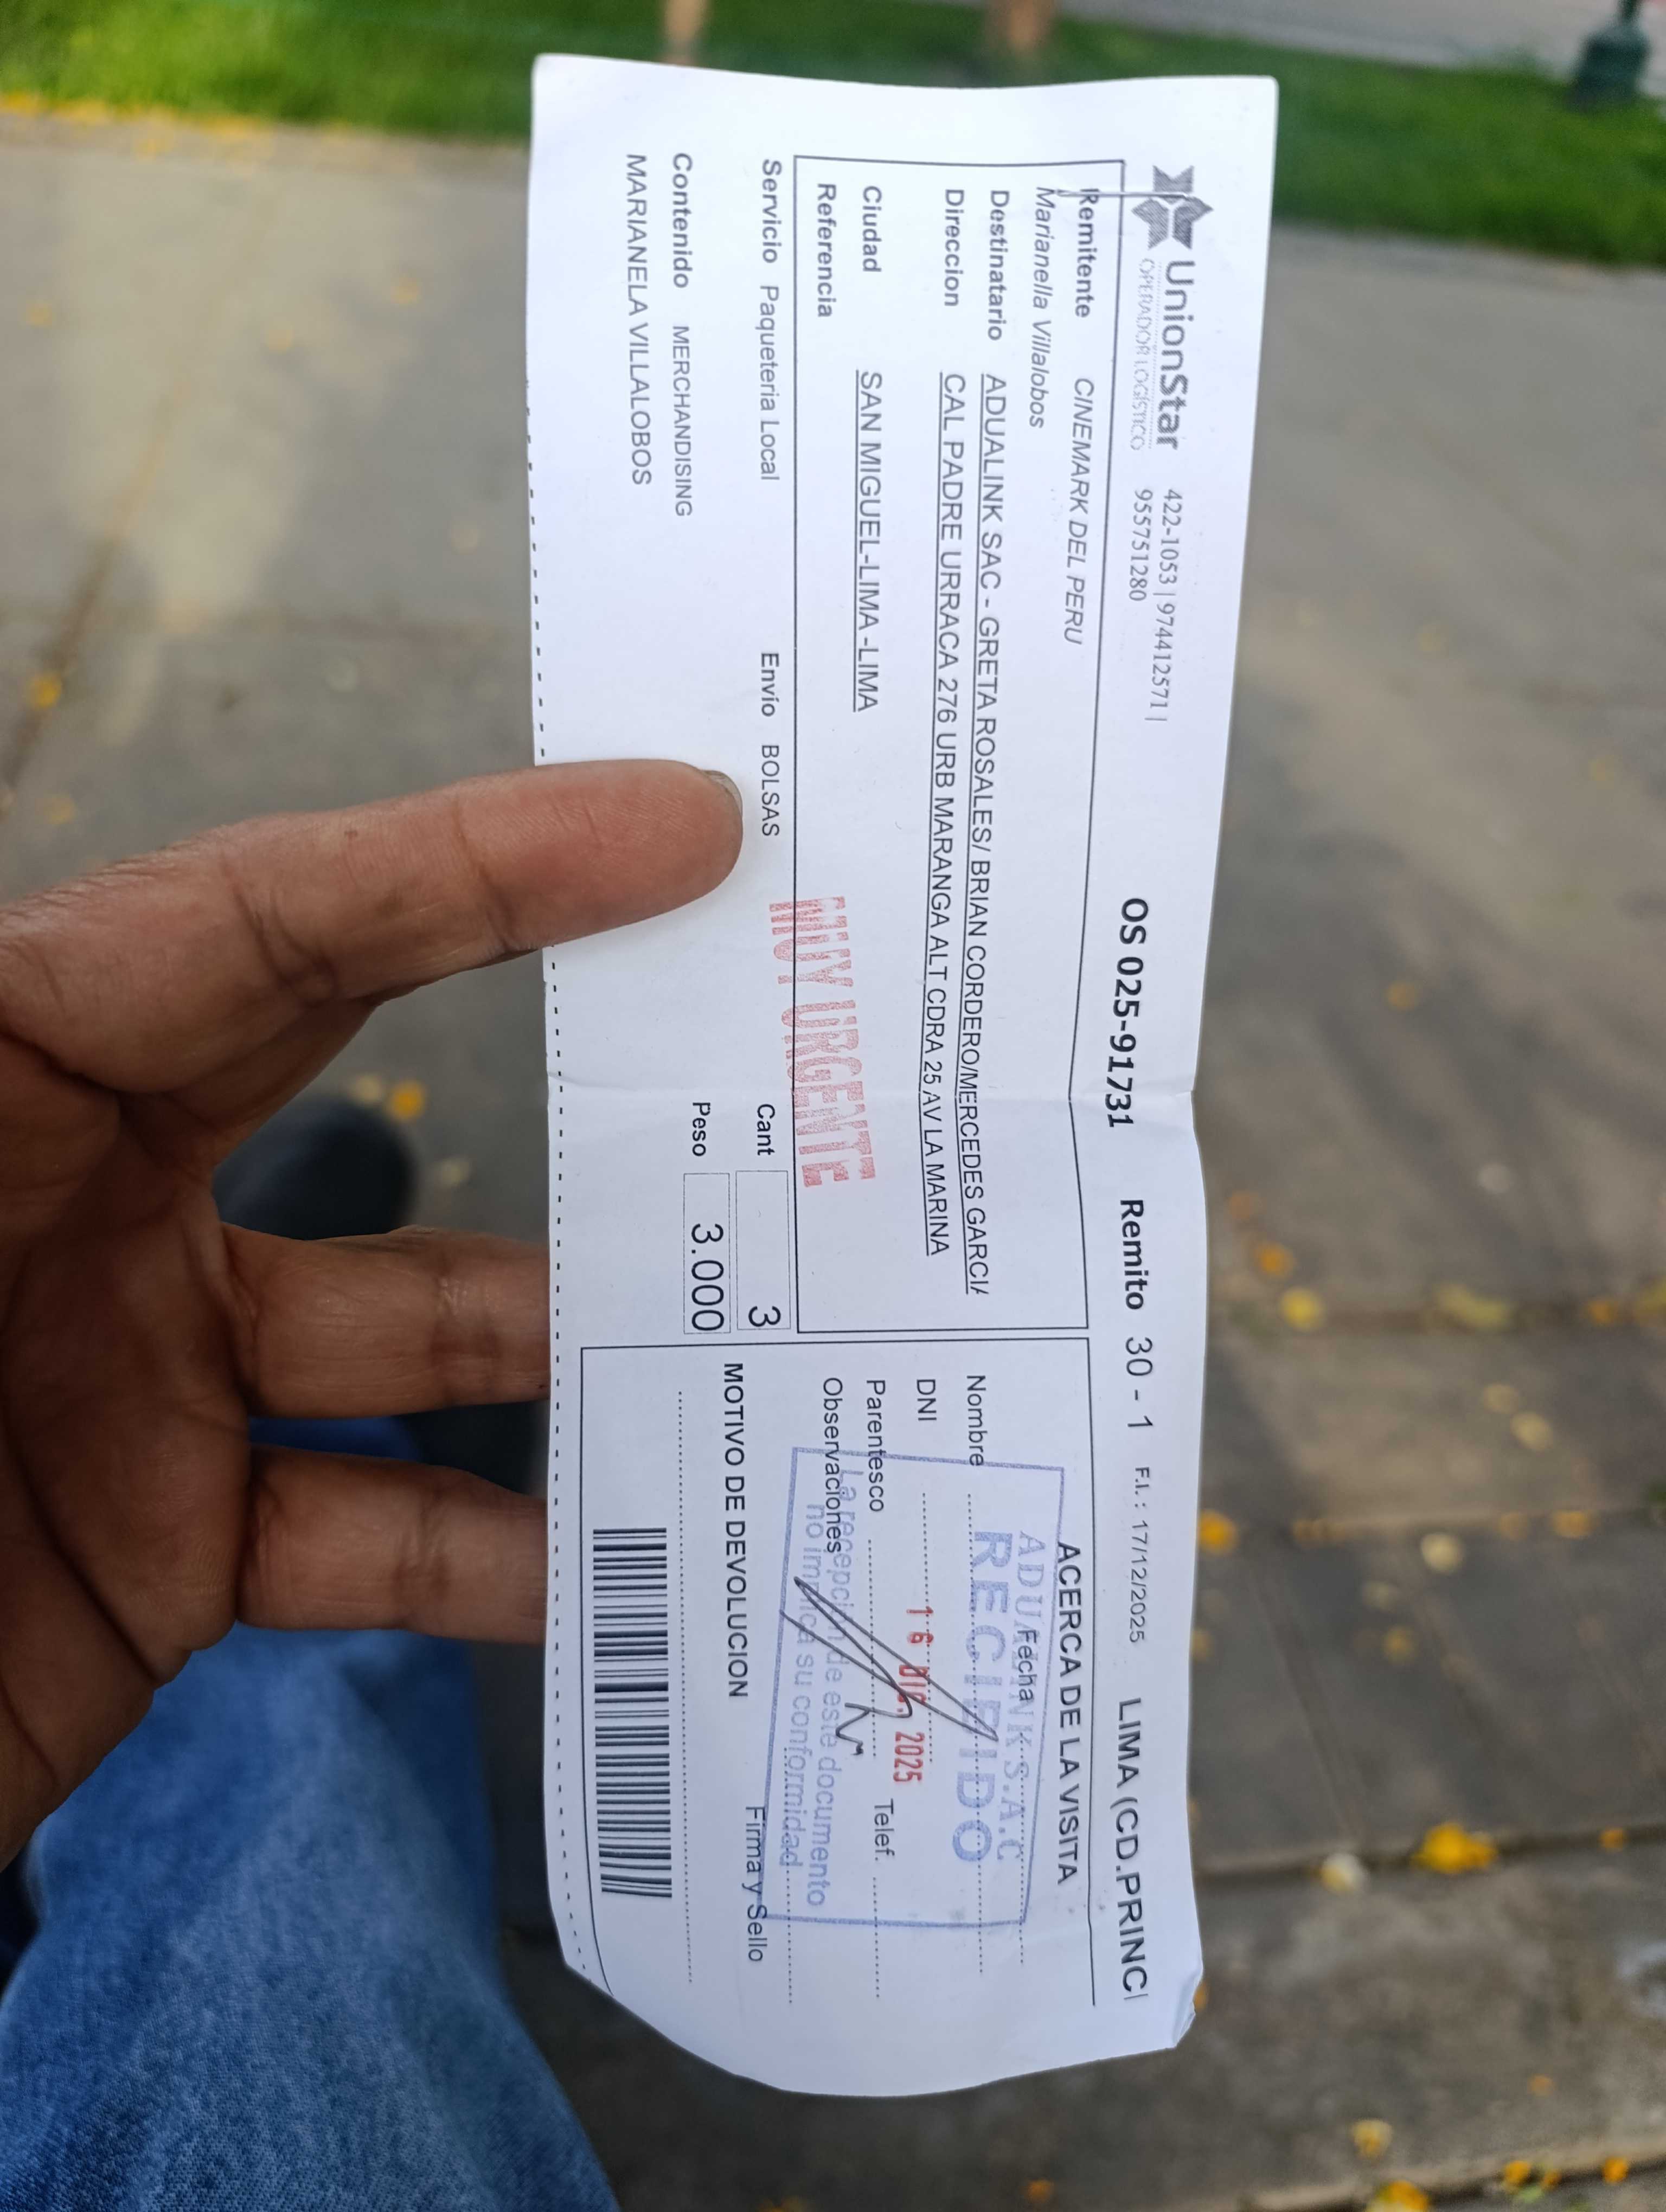 UnionStar 422-1053 | 974412571 |
OPERADOR LOGÍSTICO 955751280
OS 025-91731 Remito 30 - 1 F.I. : 17/12/2025 LIMA (CD.PRINCI
Remitente CINEMARK DEL PERU
Marianella Villalobos
Destinatario ADUALINK SAC - GRETA ROSALES/ BRIAN CORDERO/MERCEDES GARCI/
Direccion CAL PADRE URRACA 276 URB MARANGA ALT CDRA 25 AV LA MARINA
Ciudad SAN MIGUEL-LIMA-LIMA
Referencia
MUY URGENTE
Servicio Paqueteria Local Envío BOLSAS Cant 3
Contenido MERCHANDISING Peso 3.000
MARIANELA VILLALOBOS
ACERCA DE LA VISITA
Fecha
Nombre
DNI
Parentesco Telef.
Observaciones
Firma y Sello
MOTIVO DE DEVOLUCION
ADUALINK S.A.C
RECIBIDO
16 DIC. 2025
La recepción de este documento
no implica su conformidad